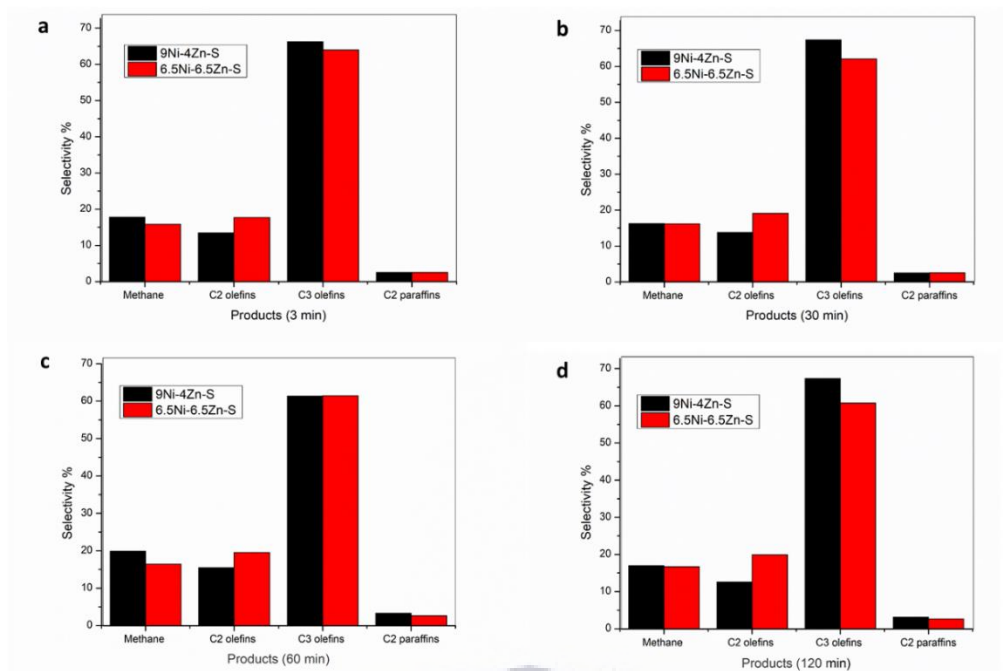 a
70
60
50
40
30
20
10
0
Selectivity %
9Ni-4Zn-S
6.5Ni-6.5Zn-S
Methane C2 olefins C3 olefins C2 paraffins
Products (3 min)
b
70
60
50
40
30
20
10
0
Selectivity %
9Ni-4Zn-S
6.5Ni-6.5Zn-S
Methane C2 olefins C3 olefins C2 paraffins
Products (30 min)
c
70
60
50
40
30
20
10
0
Selectivity %
9Ni-4Zn-S
6.5Ni-6.5Zn-S
Methane C2 olefins C3 olefins C2 paraffins
Products (60 min)
d
70
60
50
40
30
20
10
0
Selectivity %
9Ni-4Zn-S
6.5Ni-6.5Zn-S
Methane C2 olefins C3 olefins C2 paraffins
Products (120 min)